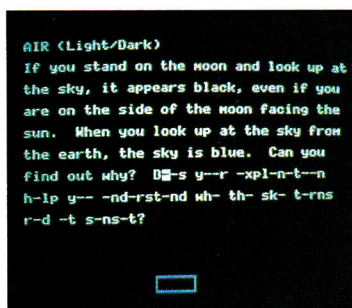 AIR (Light/Dark)
If you stand on the moon and look up at
the sky, it appears black, even if you
are on the side of the moon facing the
sun. When you look up at the sky from
the earth, the sky is blue. Can you
find out why? D--s y--r -xpl-n-t--n
h-lp y-- -nd-rst-nd wh- th- sk- t-rns
r-d -t s-ns-t?